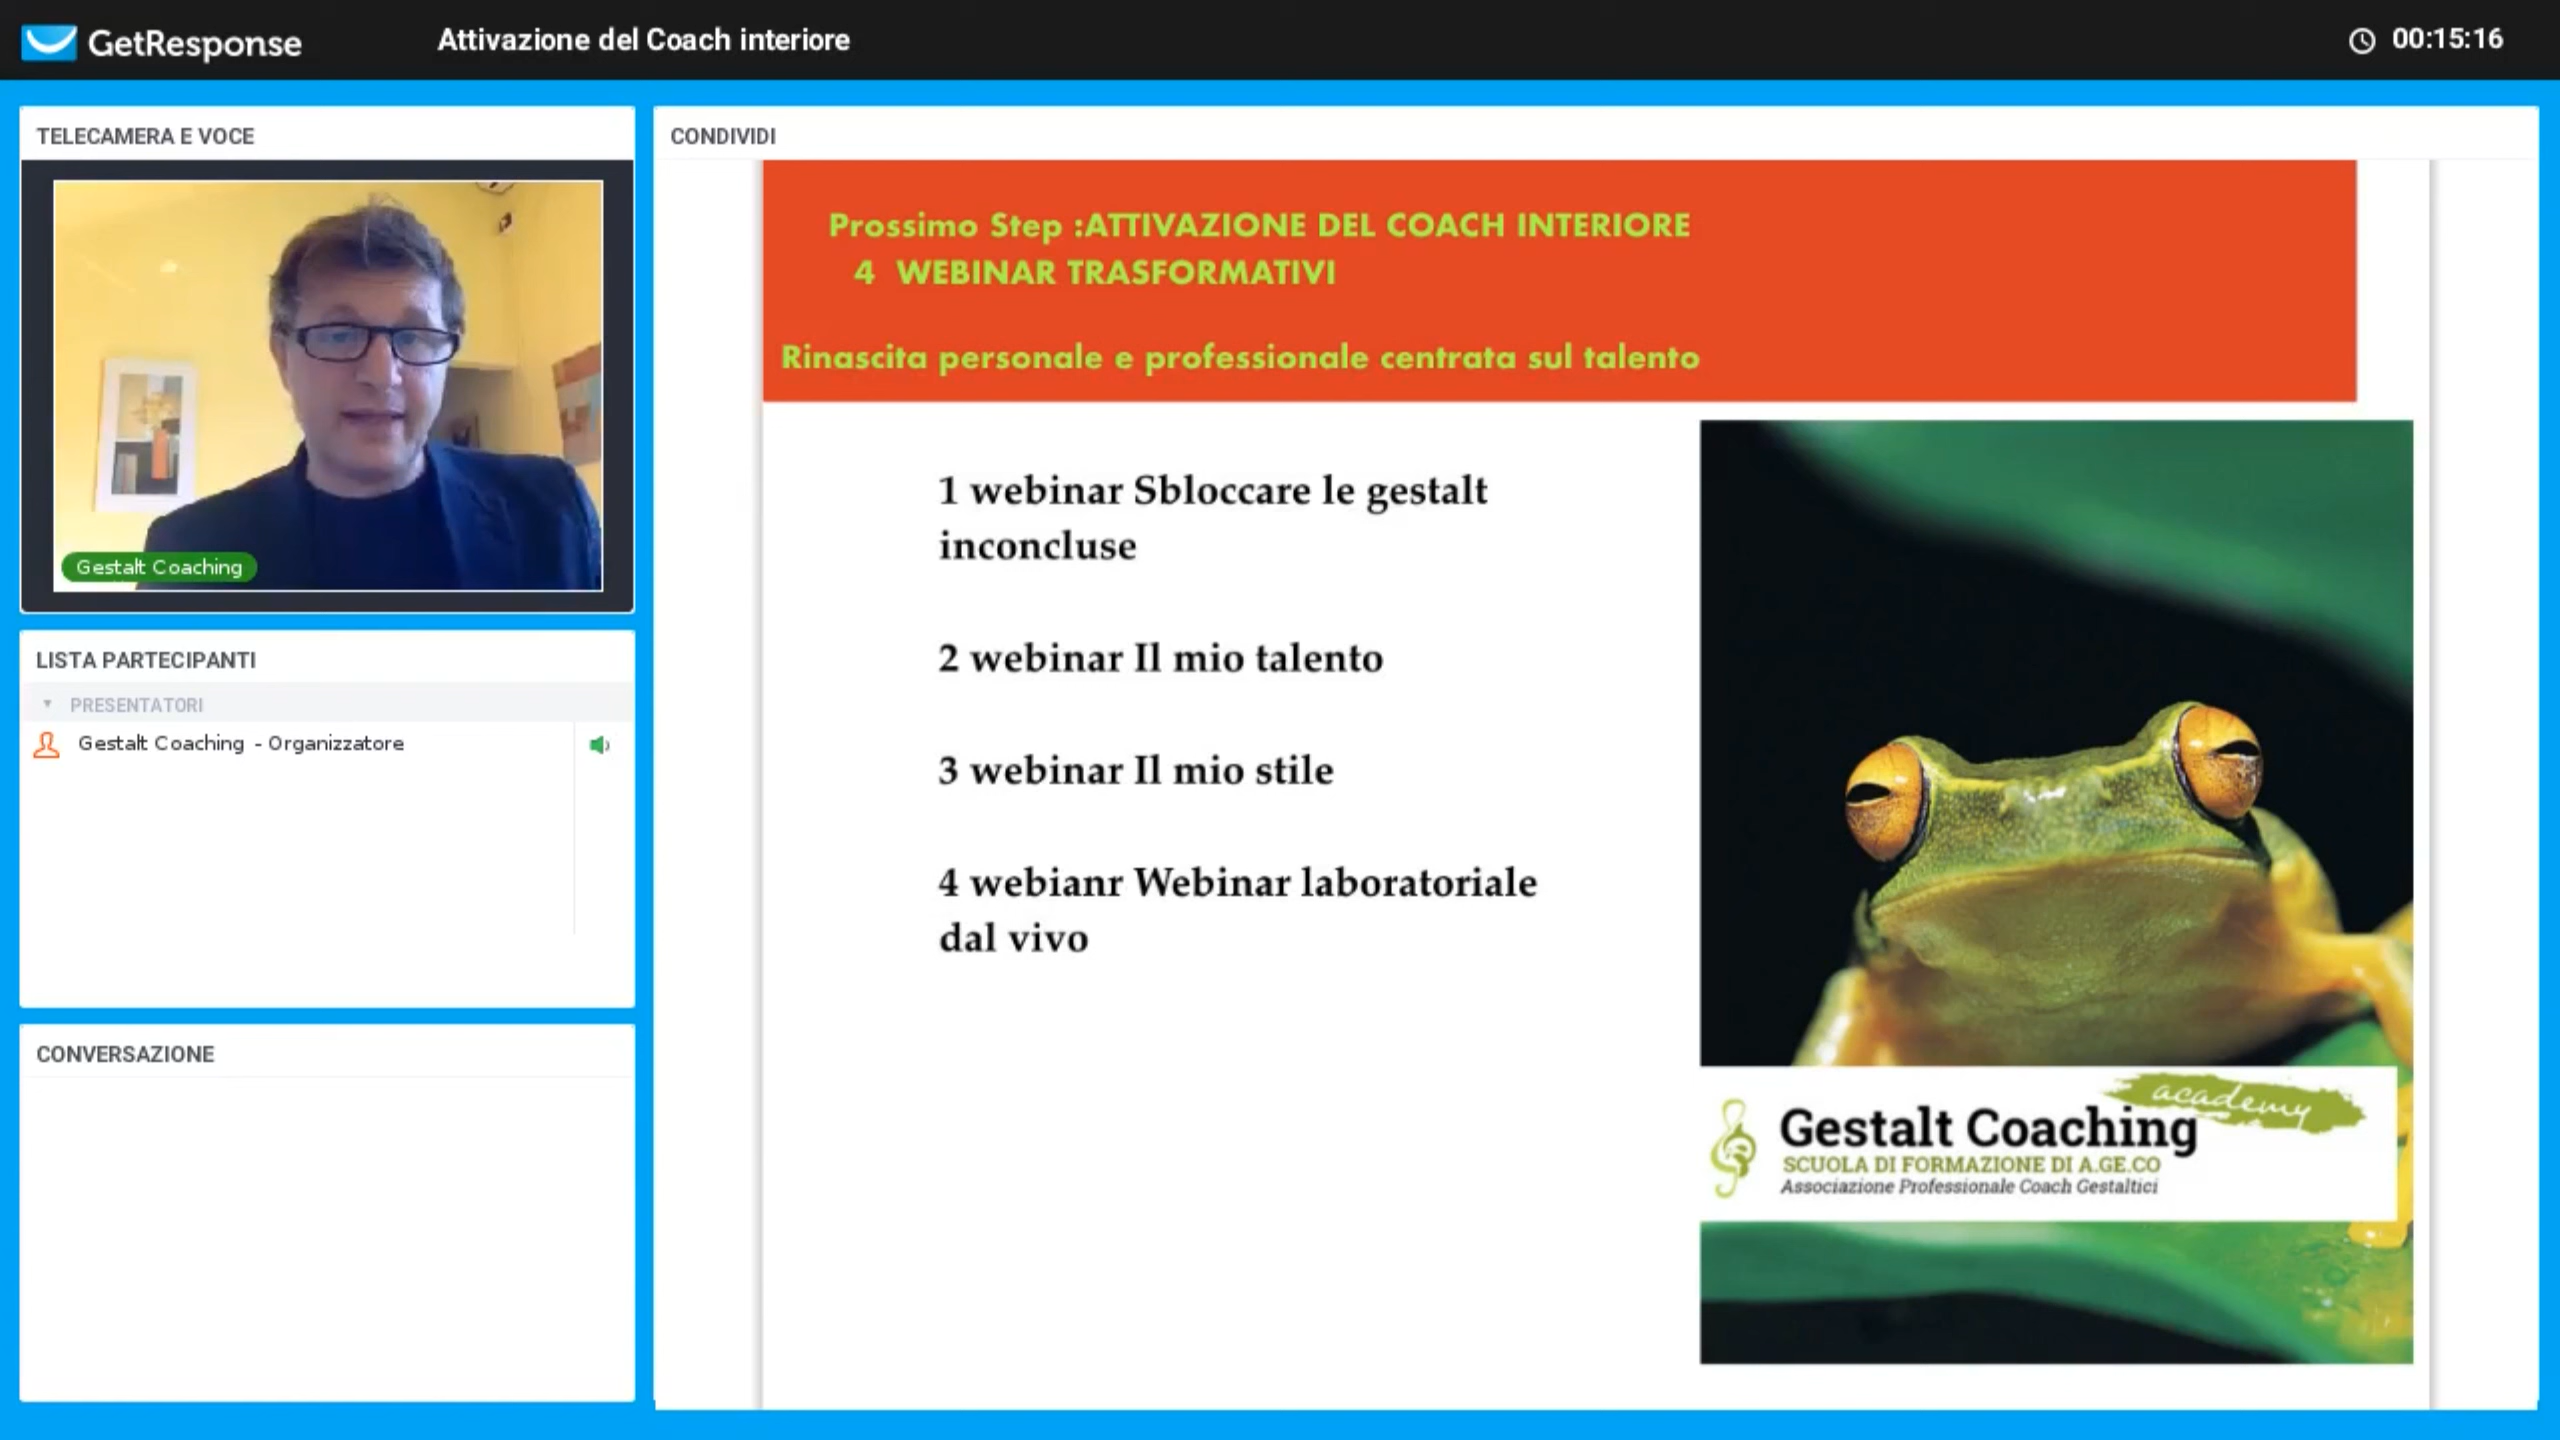 GetResponse
Attivazione del Coach interiore
00:15:16
TELECAMERA E VOCE
Gestalt Coaching
LISTA PARTECIPANTI
PRESENTATORI
Gestalt Coaching - Organizzatore
CONVERSAZIONE
CONDIVIDI
Prossimo Step :ATTIVAZIONE DEL COACH INTERIORE
4 WEBINAR TRASFORMATIVI
Rinascita personale e professionale centrata sul talento
1 webinar Sbloccare le gestalt
inconcluse
2 webinar Il mio talento
3 webinar Il mio stile
4 webianr Webinar laboratoriale
dal vivo
academy
Gestalt Coaching
SCUOLA DI FORMAZIONE DI A.GE.CO
Associazione Professionale Coach Gestaltici